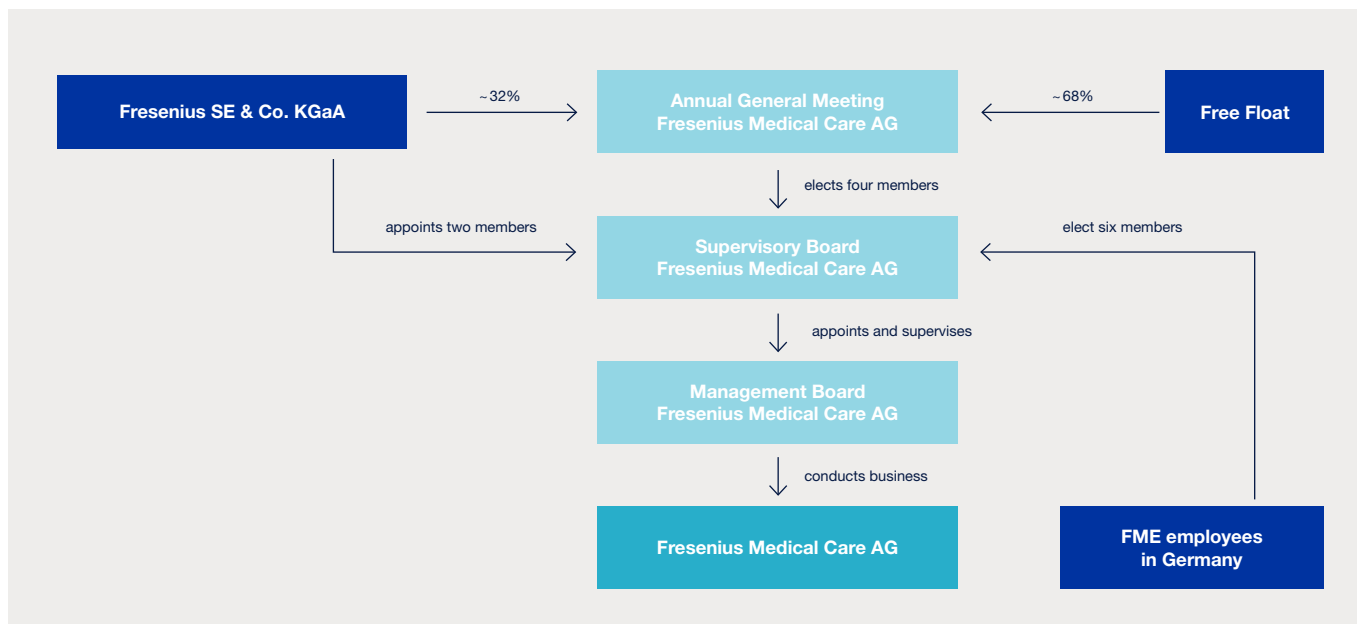 Fresenius SE & Co. KGaA
~32%
Annual General Meeting
Fresenius Medical Care AG
~68%
Free Float
elects four members
appoints two members
Supervisory Board
Fresenius Medical Care AG
elect six members
appoints and supervises
Management Board
Fresenius Medical Care AG
conducts business
Fresenius Medical Care AG
FME employees
in Germany